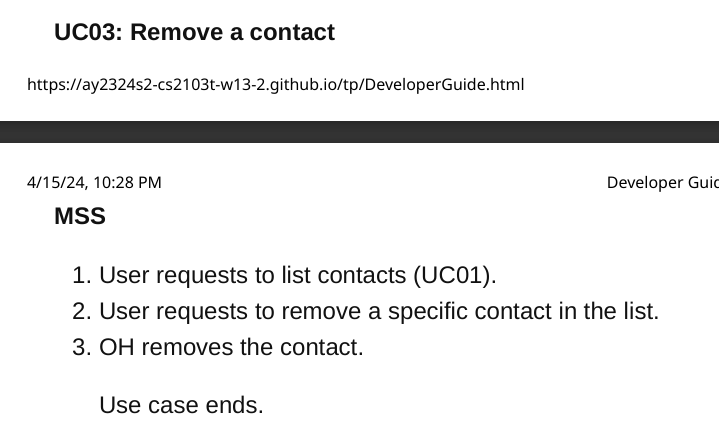 UC03: Remove a contact
https://ay2324s2-cs2103t-w13-2.github.io/tp/DeveloperGuide.html
4/15/24, 10:28 PM
Developer
MSS
1. User requests to list contacts (UC01).
2. User requests to remove a specific contact in the list.
3. OH removes the contact.
Use case ends.